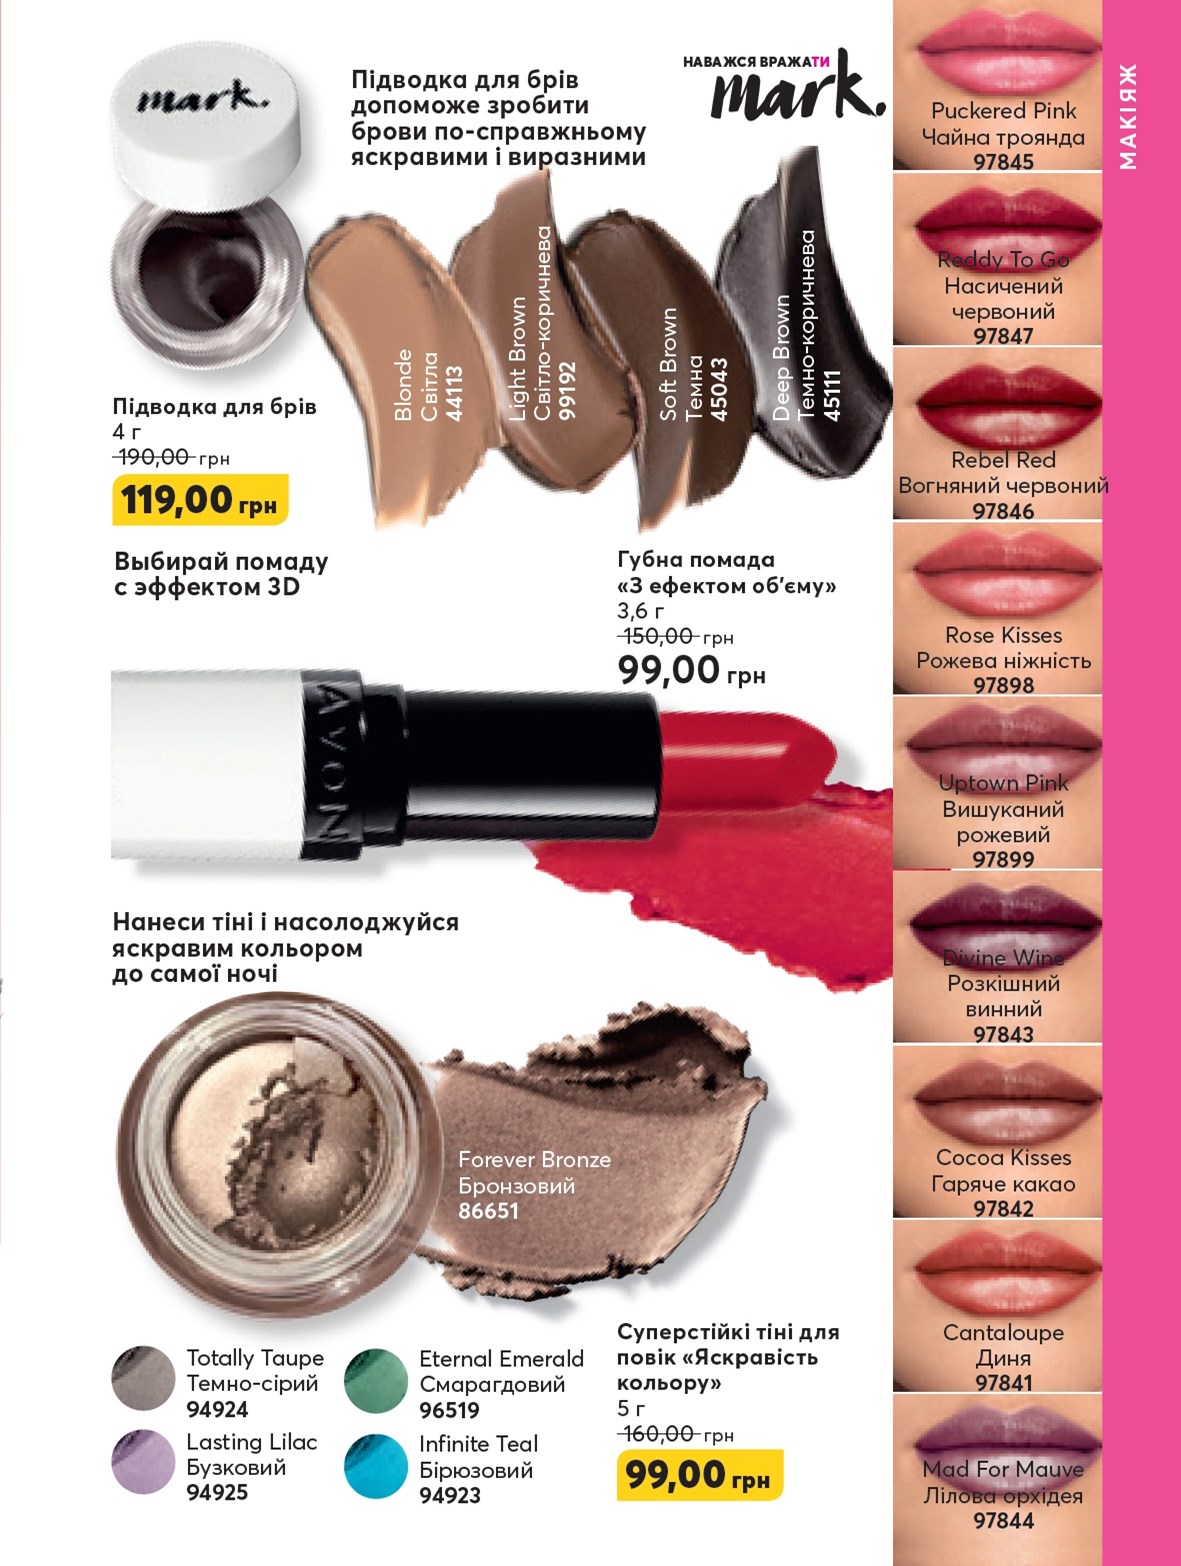 mark.
Підводка для брів
допоможе зробити
брови по-справжньому
яскравими і виразними
НАВАЖСЯ ВРАЖАТИ
mark.
МАКІЯЖ
Blonde
Світла
44113
Light Brown
Світло-коричнева
99192
Soft Brown
Темна
45043
Deep Brown
Темно-коричнева
45111
Підводка для брів
4 г
190,00 грн
119,00 грн
Выбирай помаду
с эффектом 3D
Губна помада
«З ефектом об'єму»
3,6 г
150,00 грн
99,00 грн
AVON
Нанеси тіні і насолоджуйся
яскравим кольором
до самої ночі
Forever Bronze
Бронзовий
86651
Totally Taupe
Темно-сірий
94924
Lasting Lilac
Бузковий
94925
Eternal Emerald
Смарагдовий
96519
Infinite Teal
Бірюзовий
94923
Суперстійкі тіні для
повік «Яскравість
кольору»
5 г
160,00 грн
99,00 грн
Puckered Pink
Чайна троянда
97845
Reddy To Go
Насичений
червоний
97847
Rebel Red
Вогняний червоний
97846
Rose Kisses
Рожева ніжність
97898
Uptown Pink
Вишуканий
рожевий
97899
Divine Wine
Розкішний
винний
97843
Cocoa Kisses
Гаряче какао
97842
Cantaloupe
Диня
97841
Mad For Mauve
Лілова орхідея
97844